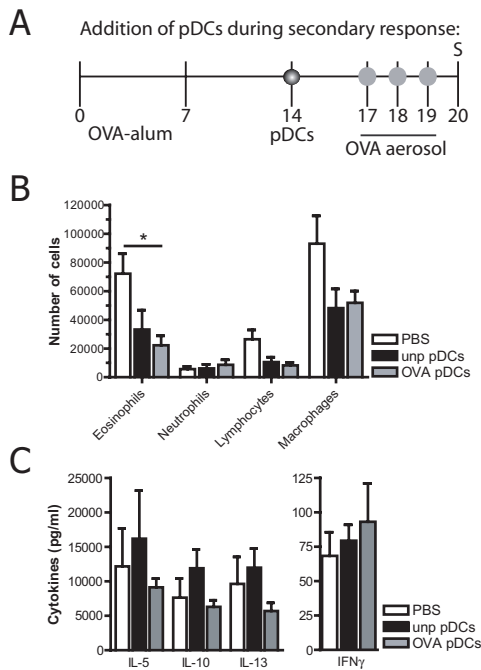 A
Addition of pDCs during secondary response:
S
0 7 14 17 18 19 20
OVA-alum pDCs OVA aerosol
B
Number of cells
120000
100000
80000
60000
40000
20000
0
*
PBS
unp pDCs
OVA pDCs
Eosinophils
Neutrophils
Lymphocytes
Macrophages
C
Cytokines (pg/ml)
25000
20000
15000
10000
5000
0
IL-5 IL-10 IL-13
125
100
75
50
25
0
IFNγ
PBS
unp pDCs
OVA pDCs